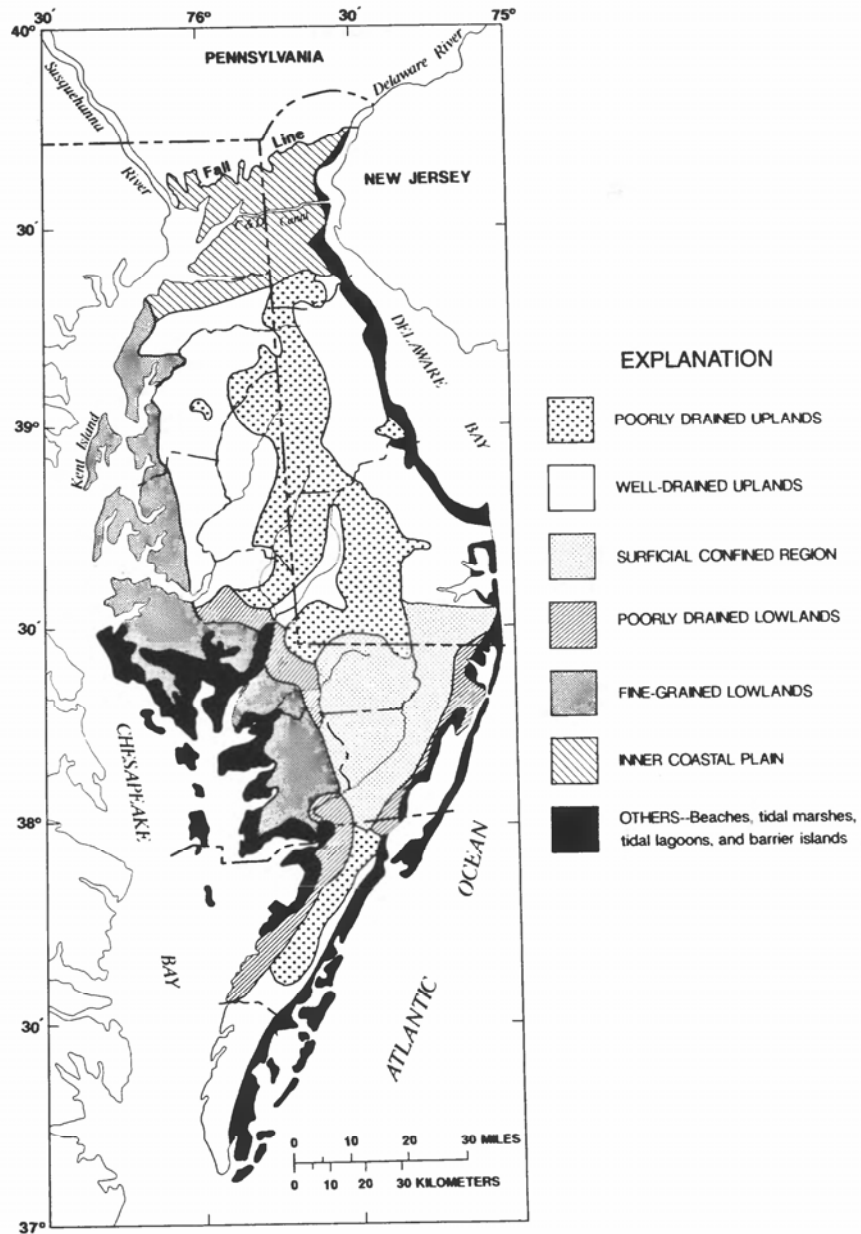 30´
76°
30´
75°
40°
PENNSYLVANIA
Susquehanna
River
Delaware River
Fall Line
NEW JERSEY
30´
C & D Canal
DELAWARE
BAY
39°
Kent Island
30´
CHESAPEAKE
BAY
38°
ATLANTIC
OCEAN
30´
0 10 20 30 MILES
0 10 20 30 KILOMETERS
37°
EXPLANATION
POORLY DRAINED UPLANDS
WELL-DRAINED UPLANDS
SURFICIAL CONFINED REGION
POORLY DRAINED LOWLANDS
FINE-GRAINED LOWLANDS
INNER COASTAL PLAIN
OTHERS--Beaches, tidal marshes,
tidal lagoons, and barrier islands